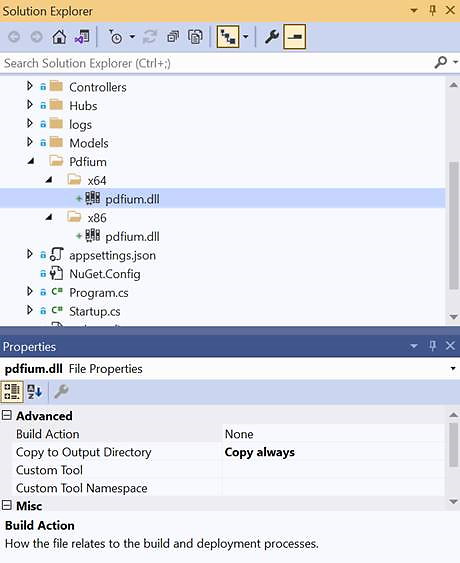 Solution Explorer
Search Solution Explorer (Ctrl+;)
Controllers
Hubs
logs
Models
Pdfium
x64
pdfium.dll
x86
pdfium.dll
appsettings.json
NuGet.Config
C# Program.cs
C# Startup.cs
Properties
pdfium.dll File Properties
Advanced
Build Action None
Copy to Output Directory Copy always
Custom Tool
Custom Tool Namespace
Misc
Build Action
How the file relates to the build and deployment processes.